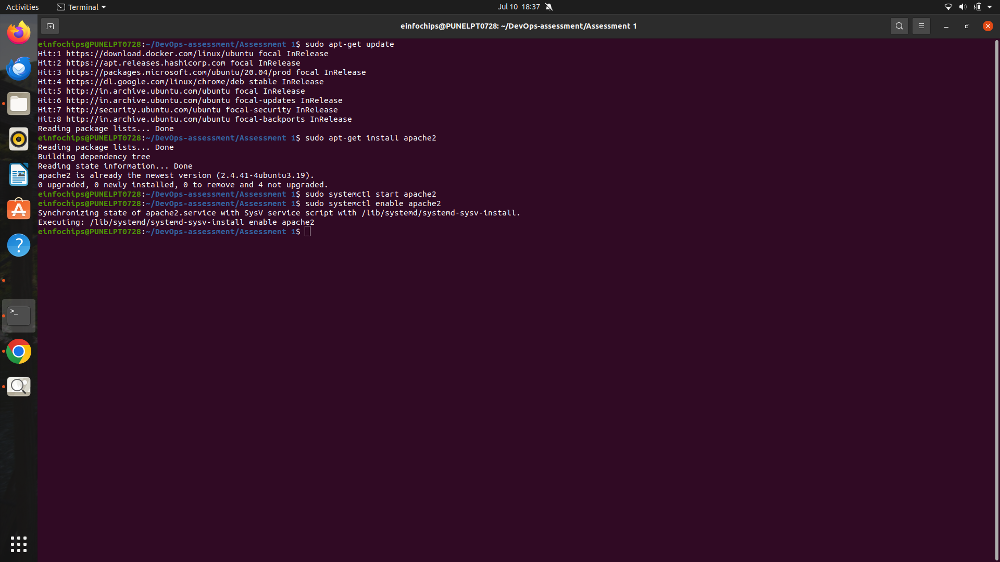 Activities
Terminal
Jul 10 18:37
einfochips@PUNELPT0728: ~/DevOps-assessment/Assessment 1
einfochips@PUNELPT0728:~/DevOps-assessment/Assessment 1$ sudo apt-get update
Hit:1 https://download.docker.com/linux/ubuntu focal InRelease
Hit:2 https://apt.releases.hashicorp.com focal InRelease
Hit:3 https://packages.microsoft.com/ubuntu/20.04/prod focal InRelease
Hit:4 https://dl.google.com/linux/chrome/deb stable InRelease
Hit:5 http://in.archive.ubuntu.com/ubuntu focal InRelease
Hit:6 http://in.archive.ubuntu.com/ubuntu focal-updates InRelease
Hit:7 http://security.ubuntu.com/ubuntu focal-security InRelease
Hit:8 http://in.archive.ubuntu.com/ubuntu focal-backports InRelease
Reading package lists... Done
einfochips@PUNELPT0728:~/DevOps-assessment/Assessment 1$ sudo apt-get install apache2
Reading package lists... Done
Building dependency tree
Reading state information... Done
apache2 is already the newest version (2.4.41-4ubuntu3.19).
0 upgraded, 0 newly installed, 0 to remove and 4 not upgraded.
einfochips@PUNELPT0728:~/DevOps-assessment/Assessment 1$ sudo systemctl start apache2
einfochips@PUNELPT0728:~/DevOps-assessment/Assessment 1$ sudo systemctl enable apache2
Synchronizing state of apache2.service with SysV service script with /lib/systemd/systemd-sysv-install.
Executing: /lib/systemd/systemd-sysv-install enable apache2
einfochips@PUNELPT0728:~/DevOps-assessment/Assessment 1$